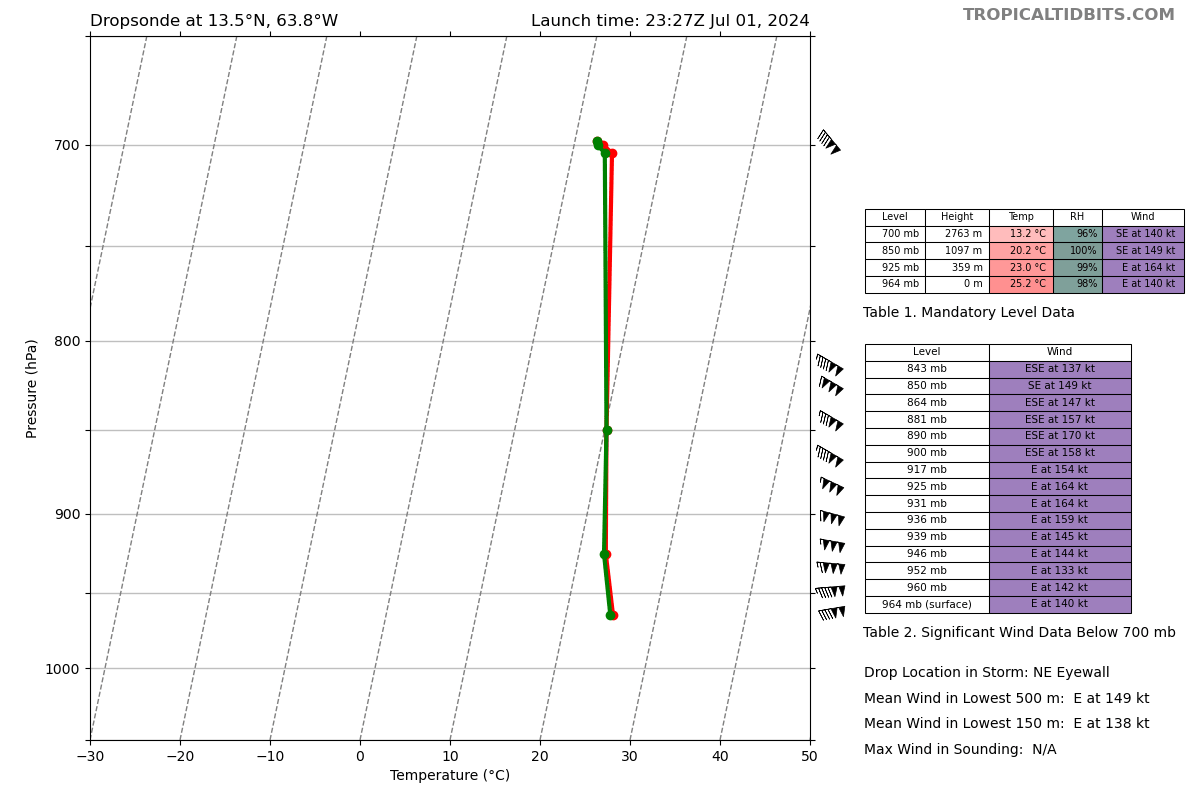 Dropsonde at 13.5°N, 63.8°W
Launch time: 23:27Z Jul 01, 2024
TROPICALTIDBITS.COM
Pressure (hPa)
700
800
900
1000
−30 −20 −10 0 10 20 30 40 50
Temperature (°C)
Level Height Temp RH Wind
700 mb 2763 m 13.2 °C 96% SE at 140 kt
850 mb 1097 m 20.2 °C 100% SE at 149 kt
925 mb 359 m 23.0 °C 99% E at 164 kt
964 mb 0 m 25.2 °C 98% E at 140 kt
Table 1. Mandatory Level Data
Level Wind
843 mb ESE at 137 kt
850 mb SE at 149 kt
864 mb ESE at 147 kt
881 mb ESE at 157 kt
890 mb ESE at 170 kt
900 mb ESE at 158 kt
917 mb E at 154 kt
925 mb E at 164 kt
931 mb E at 164 kt
936 mb E at 159 kt
939 mb E at 145 kt
946 mb E at 144 kt
952 mb E at 133 kt
960 mb E at 142 kt
964 mb (surface) E at 140 kt
Table 2. Significant Wind Data Below 700 mb
Drop Location in Storm: NE Eyewall
Mean Wind in Lowest 500 m: E at 149 kt
Mean Wind in Lowest 150 m: E at 138 kt
Max Wind in Sounding: N/A